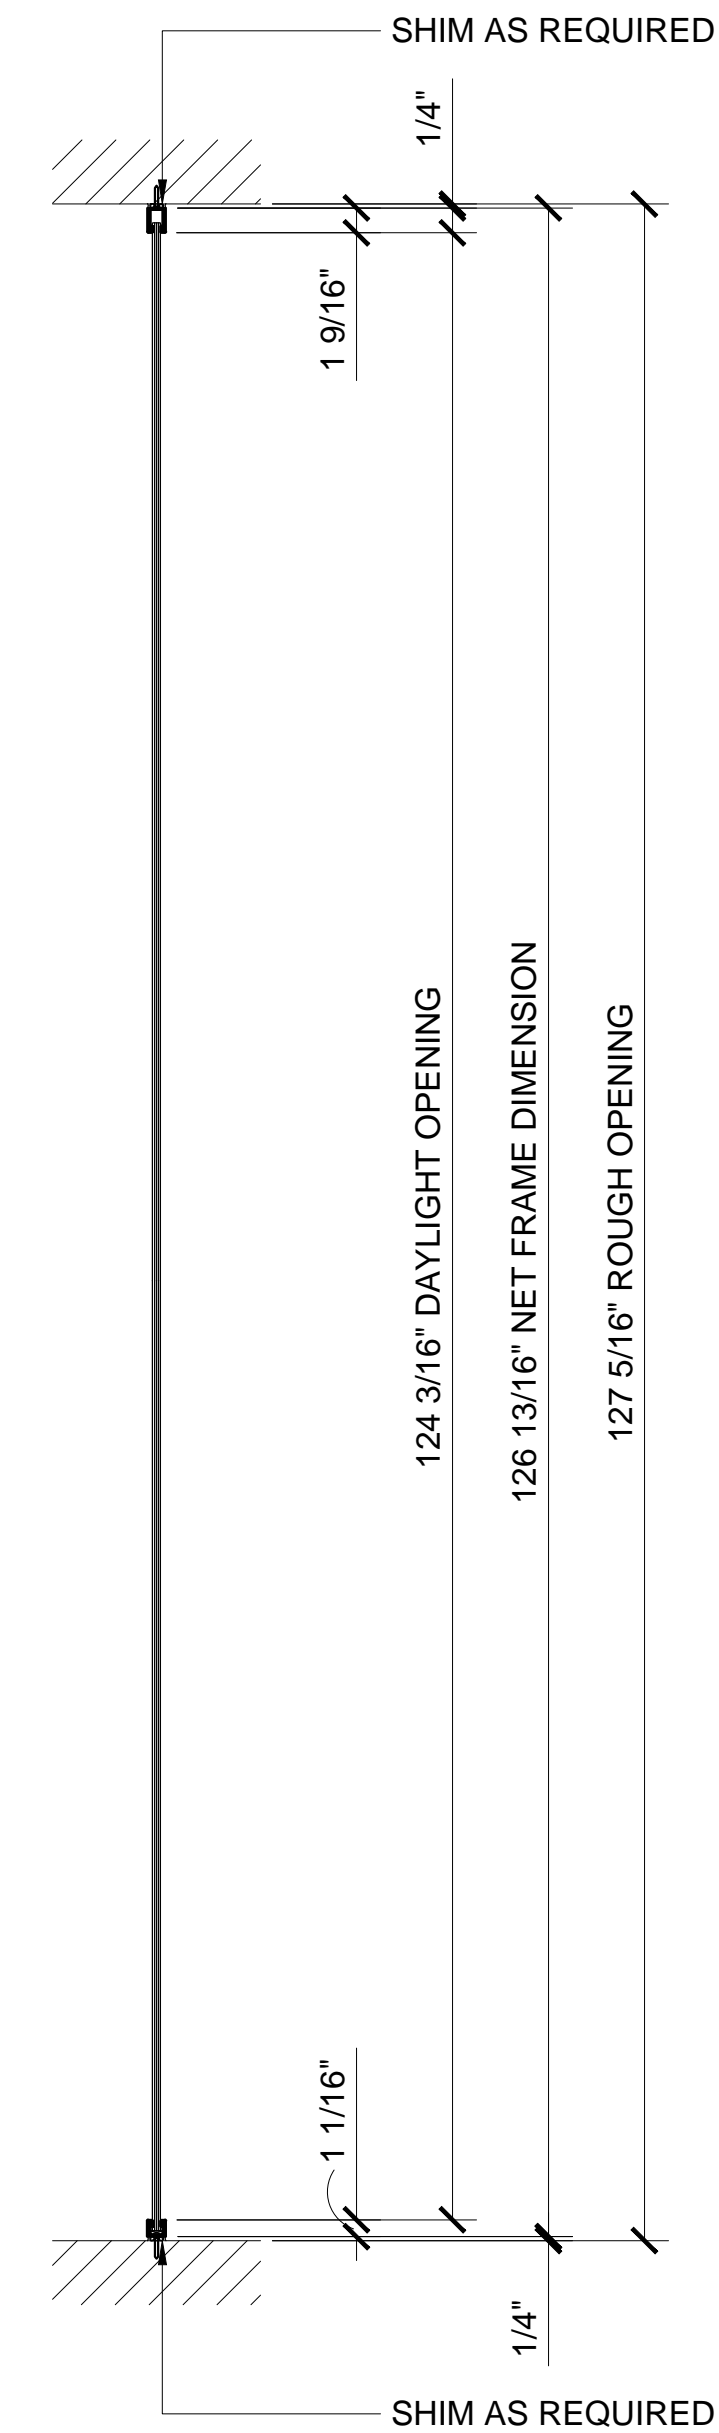 SHIM AS REQUIRED
1/4"
1 9/16"
124 3/16" DAYLIGHT OPENING
126 13/16" NET FRAME DIMENSION
127 5/16" ROUGH OPENING
1 1/16"
1/4"
SHIM AS REQUIRED